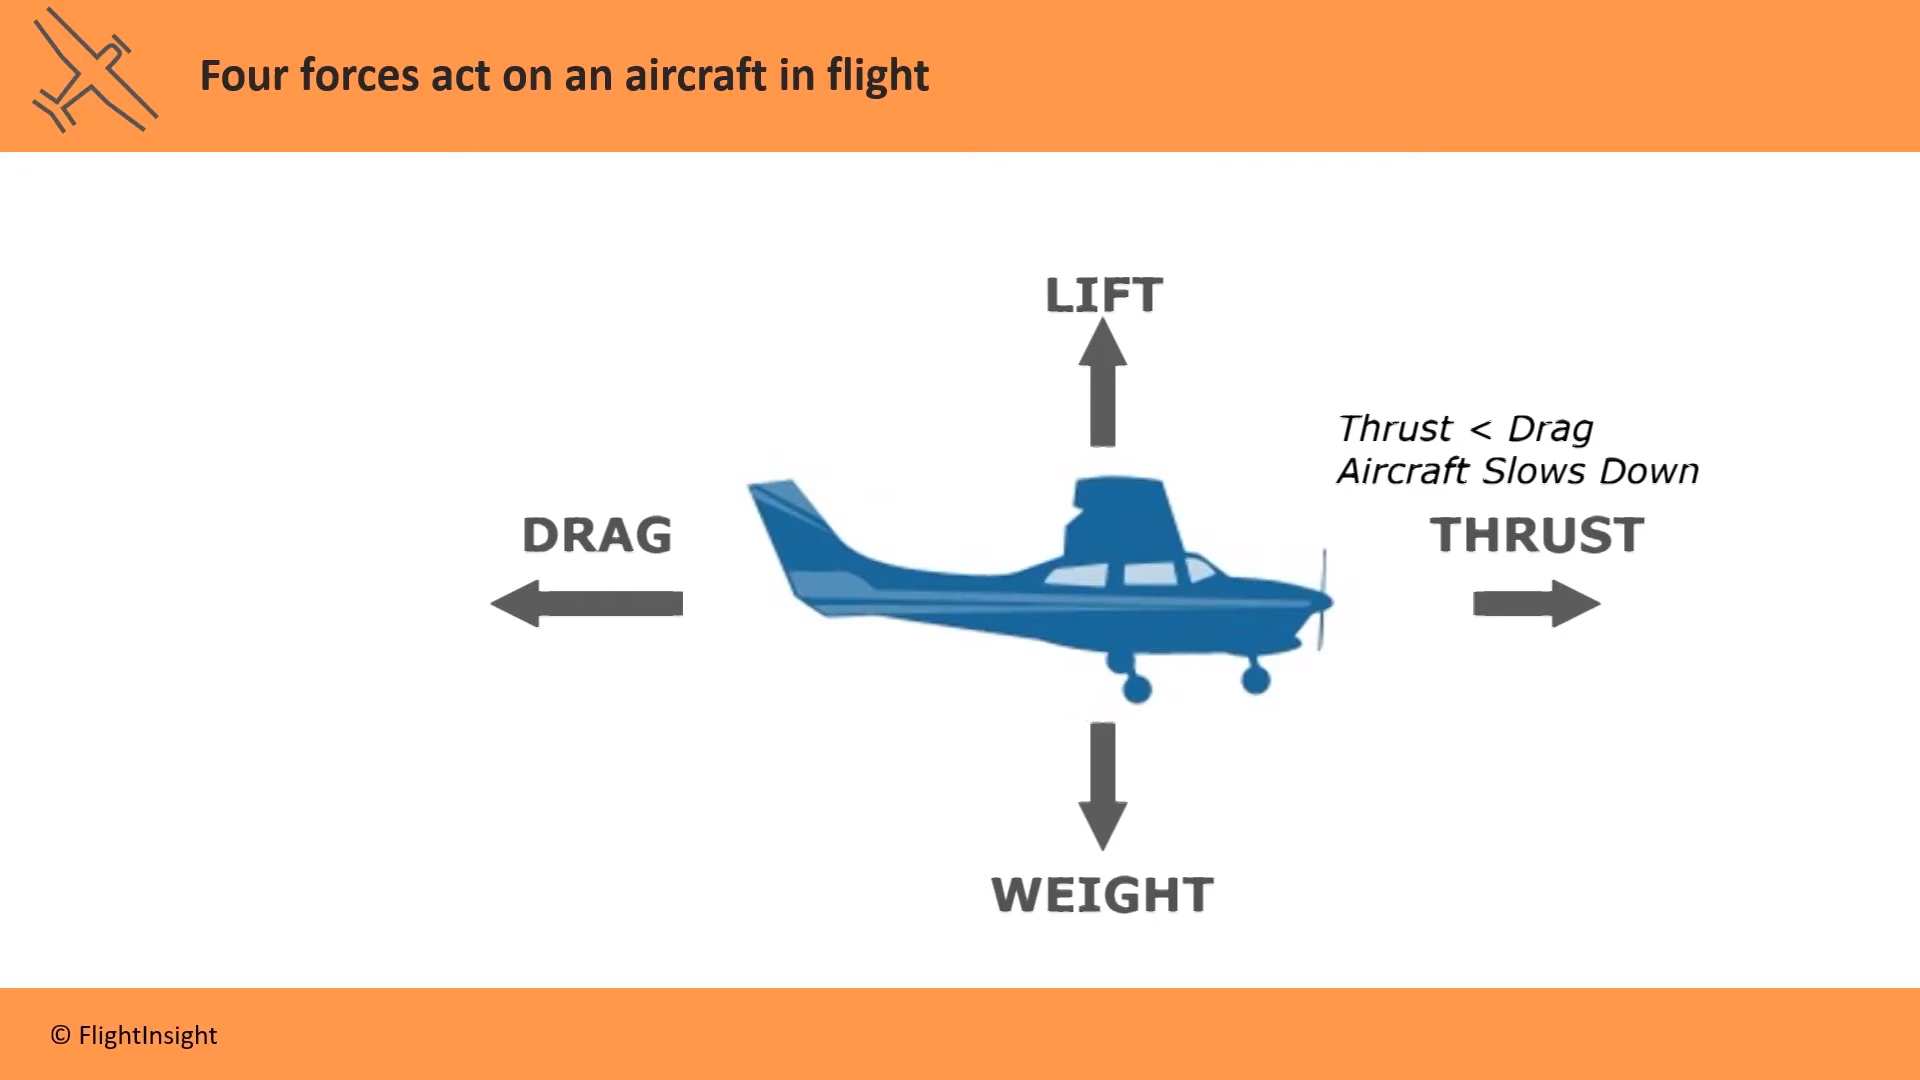 Four forces act on an aircraft in flight
LIFT
Thrust < Drag
Aircraft Slows Down
DRAG
THRUST
WEIGHT
© FlightInsight